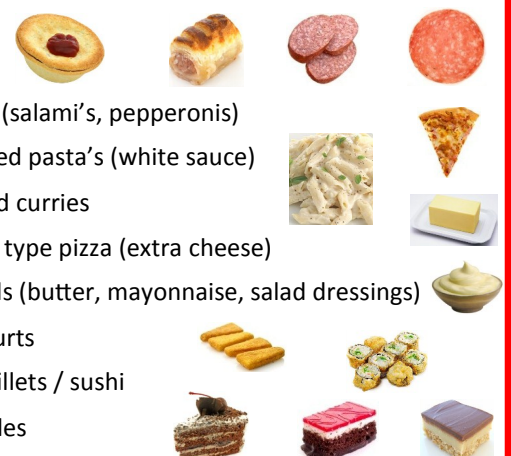 (salami’s, pepperonis)
ed pasta’s (white sauce)
d curries
type pizza (extra cheese)
ls (butter, mayonnaise, salad dressings)
urts
illets / sushi
les